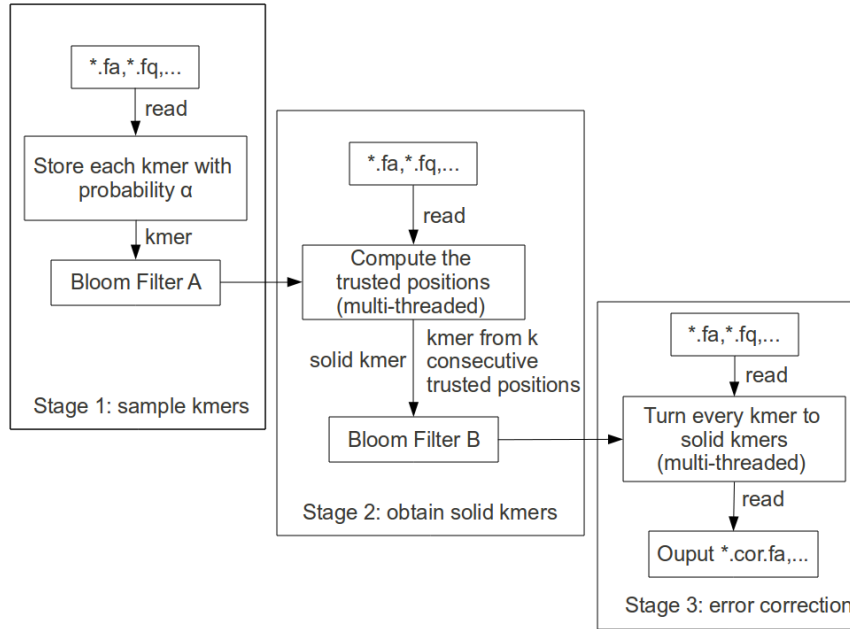 *.fa,*.fq,...
read
Store each kmer with
probability α
kmer
Bloom Filter A
Stage 1: sample kmers
*.fa,*.fq,...
read
Compute the
trusted positions
(multi-threaded)
solid kmer
kmer from k
consecutive
trusted positions
Bloom Filter B
Stage 2: obtain solid kmers
*.fa,*.fq,...
read
Turn every kmer to
solid kmers
(multi-threaded)
read
Ouput *.cor.fa,...
Stage 3: error correction